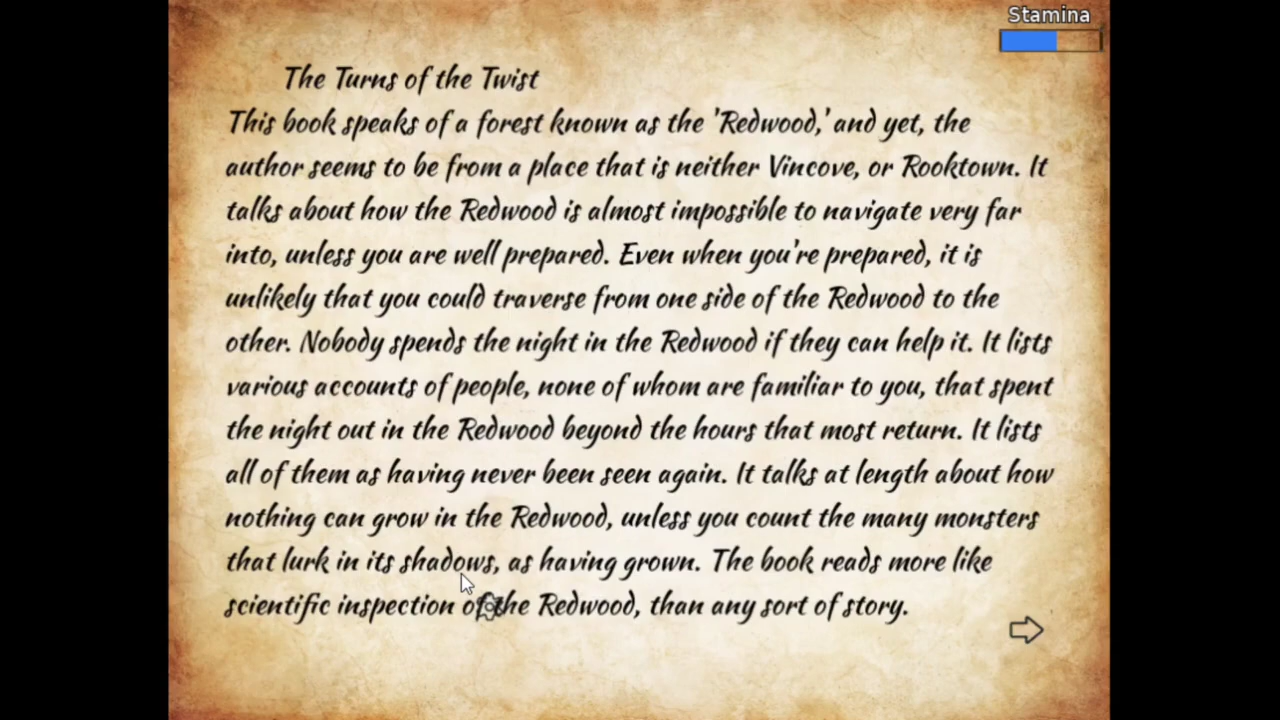 Stamina
The Turns of the Twist
This book speaks of a forest known as the 'Redwood,' and yet, the
author seems to be from a place that is neither Vincove, or Rooktown. It
talks about how the Redwood is almost impossible to navigate very far
into, unless you are well prepared. Even when you're prepared, it is
unlikely that you could traverse from one side of the Redwood to the
other. Nobody spends the night in the Redwood if they can help it. It lists
various accounts of people, none of whom are familiar to you, that spent
the night out in the Redwood beyond the hours that most return. It lists
all of them as having never been seen again. It talks at length about how
nothing can grow in the Redwood, unless you count the many monsters
that lurk in its shadows, as having grown. The book reads more like
scientific inspection of the Redwood, than any sort of story.